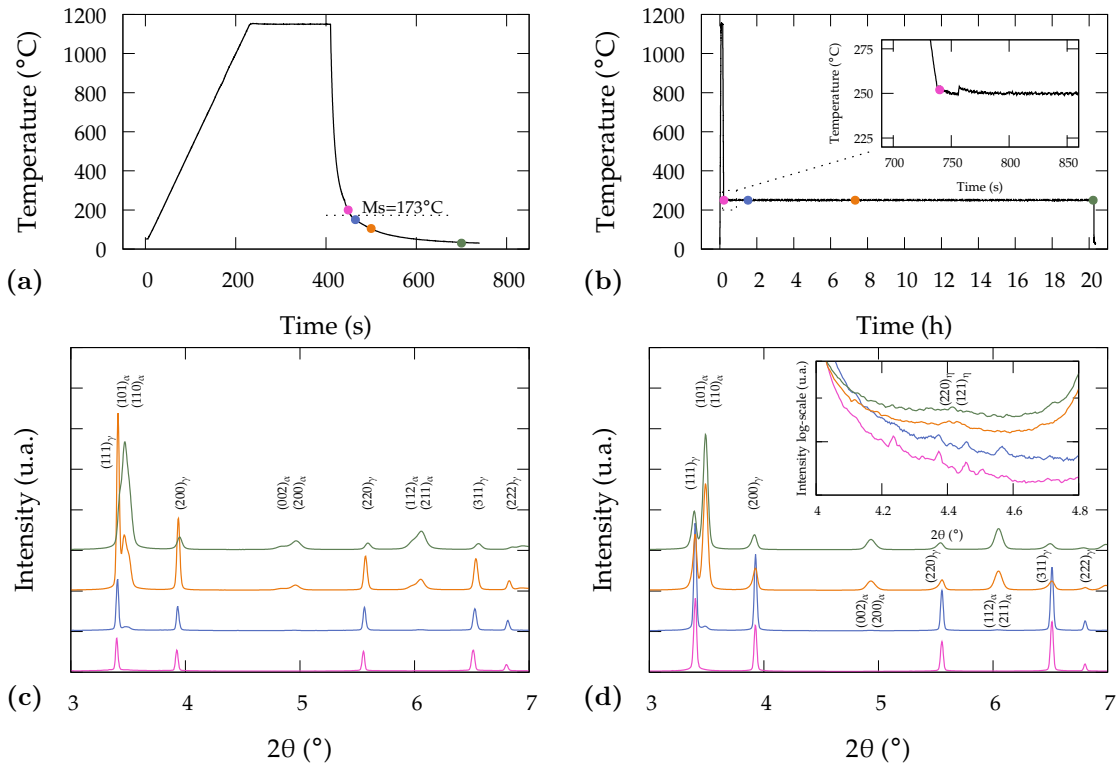 1200
1000
800
600
400
200
0
Temperature (°C)
Ms=173°C
0 200 400 600 800
Time (s)
(a)
1200
1000
800
600
400
200
0
Temperature (°C)
280
250
220
Temperature (°C)
700 750 800 850
Time (s)
0 2 4 6 8 10 12 14 16 18 20
Time (h)
(b)
Intensity (u.a.)
(111)γ
(101)α
(110)α
(200)γ
(002)α
(200)α
(220)γ
(112)α
(211)α
(311)γ
(222)γ
3 4 5 6 7
2θ (°)
(c)
Intensity (u.a.)
(111)γ
(101)α
(110)α
(200)γ
Intensity log-scale (u.a.)
(220)η
(121)η
4 4.2 4.4 4.6 4.8
2θ (°)
(220)γ
(311)γ
(222)γ
(002)α
(200)α
(112)α
(211)α
3 4 5 6 7
2θ (°)
(d)